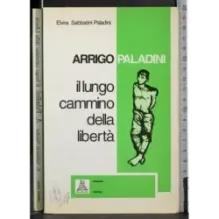 Elvira Sabbatini Paladini
ARRIGO PALADINI
il lungo
cammino
della
libertà